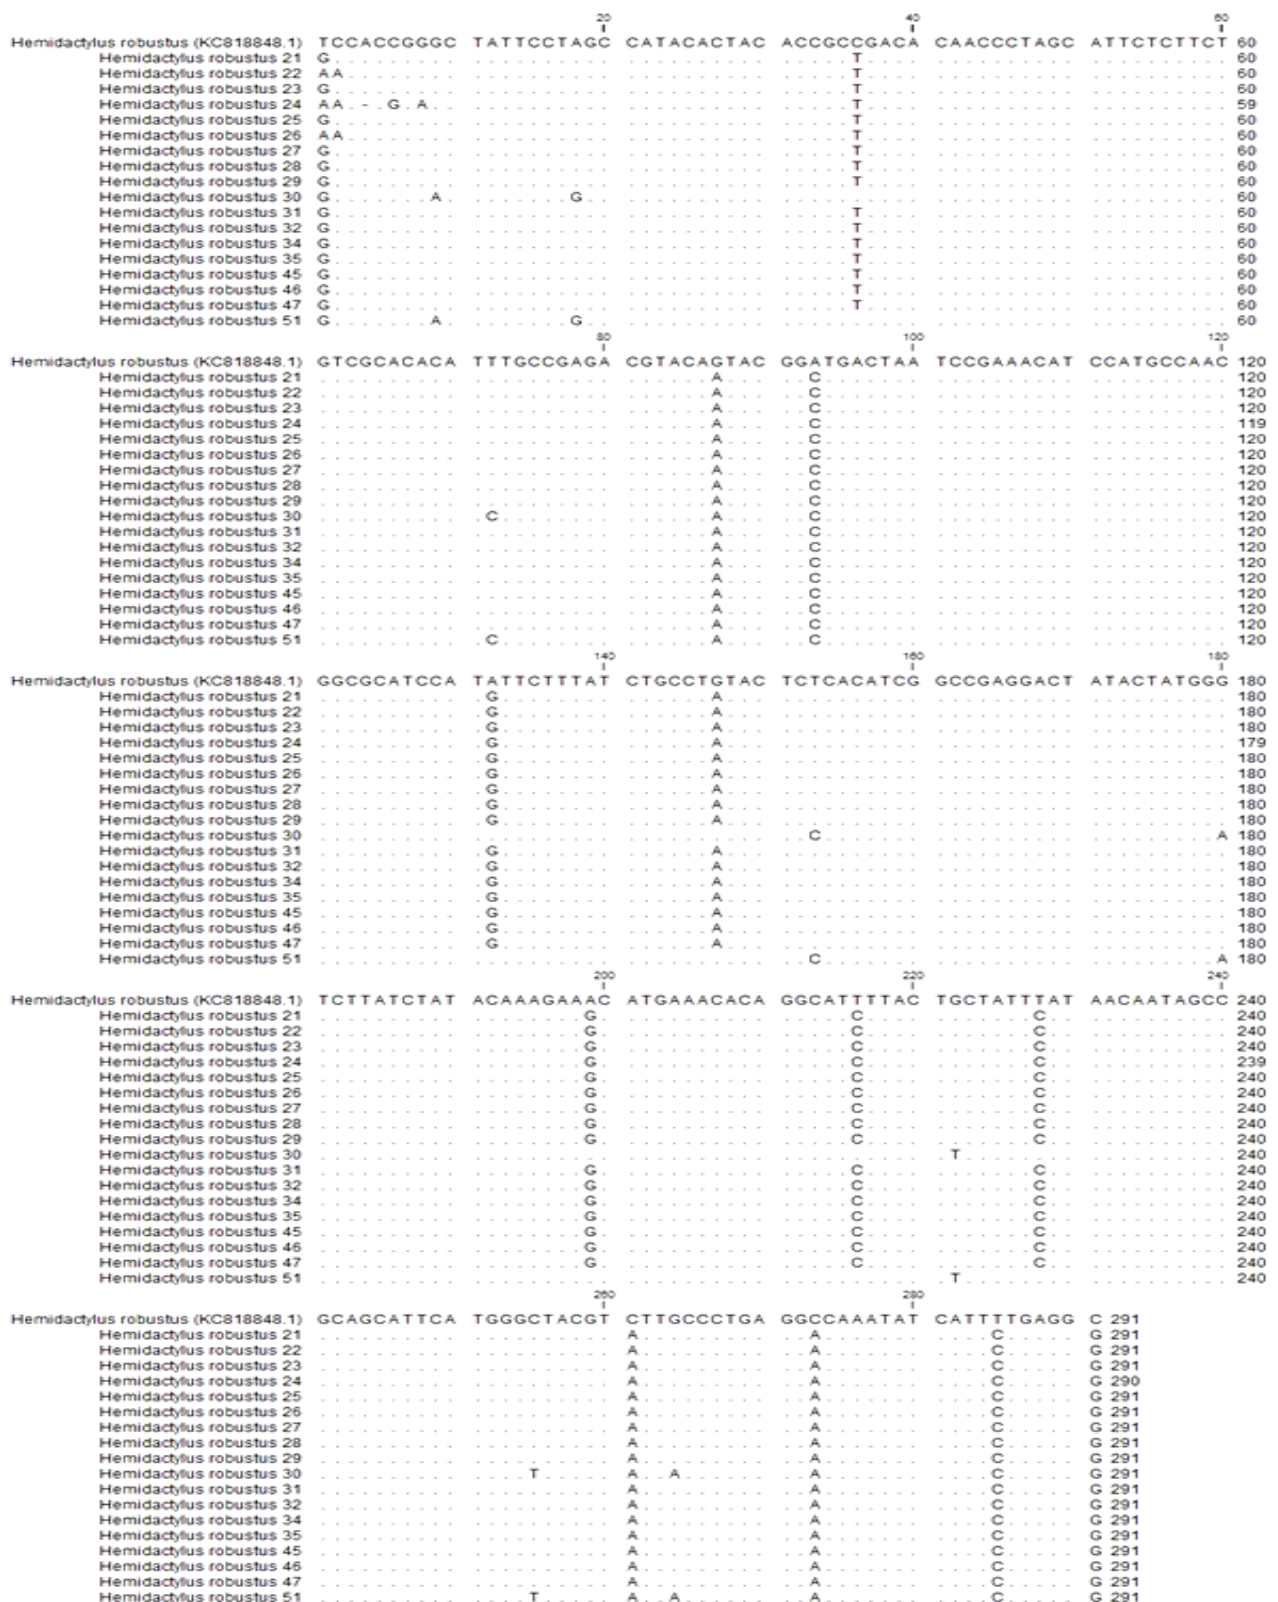 20 40 60
Hemidactylus robustus (KC818848.1) TCCACCGGGC TATTCCTAGC CATACACTAC ACCGCCGACA CAACCCTAGC ATTCTCTTCT 60
Hemidactylus robustus 21 G......... .......... .......... .....T.... .......... .......... 60
Hemidactylus robustus 22 AA........ .......... .......... .....T.... .......... .......... 60
Hemidactylus robustus 23 G......... .......... .......... .....T.... .......... .......... 60
Hemidactylus robustus 24 AA.-.G.A.. .......... .......... .....T.... .......... .......... 59
Hemidactylus robustus 25 G......... .......... .......... .....T.... .......... .......... 60
Hemidactylus robustus 26 AA........ .......... .......... .....T.... .......... .......... 60
Hemidactylus robustus 27 G......... .......... .......... .....T.... .......... .......... 60
Hemidactylus robustus 28 G......... .......... .......... .....T.... .......... .......... 60
Hemidactylus robustus 29 G......... .......... .......... .....T.... .......... .......... 60
Hemidactylus robustus 30 G.......A. .......G.. .......... .......... .......... .......... 60
Hemidactylus robustus 31 G......... .......... .......... .....T.... .......... .......... 60
Hemidactylus robustus 32 G......... .......... .......... .....T.... .......... .......... 60
Hemidactylus robustus 34 G......... .......... .......... .....T.... .......... .......... 60
Hemidactylus robustus 35 G......... .......... .......... .....T.... .......... .......... 60
Hemidactylus robustus 45 G......... .......... .......... .....T.... .......... .......... 60
Hemidactylus robustus 46 G......... .......... .......... .....T.... .......... .......... 60
Hemidactylus robustus 47 G......... .......... .......... .....T.... .......... .......... 60
Hemidactylus robustus 51 G.......A. .......G.. .......... .......... .......... .......... 60
80 100 120
Hemidactylus robustus (KC818848.1) GTCGCACACA TTTGCCGAGA CGTACAGTAC GGATGACTAA TCCGAAACAT CCATGCCAAC 120
Hemidactylus robustus 21 .......... .......... ......A... ..C....... .......... .......... 120
Hemidactylus robustus 22 .......... .......... ......A... ..C....... .......... .......... 120
Hemidactylus robustus 23 .......... .......... ......A... ..C....... .......... .......... 120
Hemidactylus robustus 24 .......... .......... ......A... ..C....... .......... .......... 119
Hemidactylus robustus 25 .......... .......... ......A... ..C....... .......... .......... 120
Hemidactylus robustus 26 .......... .......... ......A... ..C....... .......... .......... 120
Hemidactylus robustus 27 .......... .......... ......A... ..C....... .......... .......... 120
Hemidactylus robustus 28 .......... .......... ......A... ..C....... .......... .......... 120
Hemidactylus robustus 29 .......... .......... ......A... ..C....... .......... .......... 120
Hemidactylus robustus 30 .......... .C........ ......A... ..C....... .......... .......... 120
Hemidactylus robustus 31 .......... .......... ......A... ..C....... .......... .......... 120
Hemidactylus robustus 32 .......... .......... ......A... ..C....... .......... .......... 120
Hemidactylus robustus 34 .......... .......... ......A... ..C....... .......... .......... 120
Hemidactylus robustus 35 .......... .......... ......A... ..C....... .......... .......... 120
Hemidactylus robustus 45 .......... .......... ......A... ..C....... .......... .......... 120
Hemidactylus robustus 46 .......... .......... ......A... ..C....... .......... .......... 120
Hemidactylus robustus 47 .......... .......... ......A... ..C....... .......... .......... 120
Hemidactylus robustus 51 .......... .C........ ......A... ..C....... .......... .......... 120
140 160 180
Hemidactylus robustus (KC818848.1) GGCGCATCCA TATTCTTTAT CTGCCTGTAC TCTCACATCG GCCGAGGACT ATACTATGGG 180
Hemidactylus robustus 21 .......... .G........ ......A... .......... .......... .......... 180
Hemidactylus robustus 22 .......... .G........ ......A... .......... .......... .......... 180
Hemidactylus robustus 23 .......... .G........ ......A... .......... .......... .......... 180
Hemidactylus robustus 24 .......... .G........ ......A... .......... .......... .......... 179
Hemidactylus robustus 25 .......... .G........ ......A... .......... .......... .......... 180
Hemidactylus robustus 26 .......... .G........ ......A... .......... .......... .......... 180
Hemidactylus robustus 27 .......... .G........ ......A... .......... .......... .......... 180
Hemidactylus robustus 28 .......... .G........ ......A... .......... .......... .......... 180
Hemidactylus robustus 29 .......... .G........ ......A... .......... .......... .......... 180
Hemidactylus robustus 30 .......... .......... .......... ..C....... .......... .........A 180
Hemidactylus robustus 31 .......... .G........ ......A... .......... .......... .......... 180
Hemidactylus robustus 32 .......... .G........ ......A... .......... .......... .......... 180
Hemidactylus robustus 34 .......... .G........ ......A... .......... .......... .......... 180
Hemidactylus robustus 35 .......... .G........ ......A... .......... .......... .......... 180
Hemidactylus robustus 45 .......... .G........ ......A... .......... .......... .......... 180
Hemidactylus robustus 46 .......... .G........ ......A... .......... .......... .......... 180
Hemidactylus robustus 47 .......... .G........ ......A... .......... .......... .......... 180
Hemidactylus robustus 51 .......... .......... .......... ..C....... .......... .........A 180
200 220 240
Hemidactylus robustus (KC818848.1) TCTTATCTAT ACAAAGAAAC ATGAAACACA GGCATTTTAC TGCTATTTAT AACAATAGCC 240
Hemidactylus robustus 21 .......... ........G. .......... .....C.... .......C.. .......... 240
Hemidactylus robustus 22 .......... ........G. .......... .....C.... .......C.. .......... 240
Hemidactylus robustus 23 .......... ........G. .......... .....C.... .......C.. .......... 240
Hemidactylus robustus 24 .......... ........G. .......... .....C.... .......C.. .......... 239
Hemidactylus robustus 25 .......... ........G. .......... .....C.... .......C.. .......... 240
Hemidactylus robustus 26 .......... ........G. .......... .....C.... .......C.. .......... 240
Hemidactylus robustus 27 .......... ........G. .......... .....C.... .......C.. .......... 240
Hemidactylus robustus 28 .......... ........G. .......... .....C.... .......C.. .......... 240
Hemidactylus robustus 29 .......... ........G. .......... .....C.... .......C.. .......... 240
Hemidactylus robustus 30 .......... .......... .......... .......... .T........ .......... 240
Hemidactylus robustus 31 .......... ........G. .......... .....C.... .......C.. .......... 240
Hemidactylus robustus 32 .......... ........G. .......... .....C.... .......C.. .......... 240
Hemidactylus robustus 34 .......... ........G. .......... .....C.... .......C.. .......... 240
Hemidactylus robustus 35 .......... ........G. .......... .....C.... .......C.. .......... 240
Hemidactylus robustus 45 .......... ........G. .......... .....C.... .......C.. .......... 240
Hemidactylus robustus 46 .......... ........G. .......... .....C.... .......C.. .......... 240
Hemidactylus robustus 47 .......... ........G. .......... .....C.... .......C.. .......... 240
Hemidactylus robustus 51 .......... .......... .......... .......... .T........ .......... 240
260 280
Hemidactylus robustus (KC818848.1) GCAGCATTCA TGGGCTACGT CTTGCCCTGA GGCCAAATAT CATTTTGAGG C 291
Hemidactylus robustus 21 .......... .......... A......... ..A....... ....C..... G 291
Hemidactylus robustus 22 .......... .......... A......... ..A....... ....C..... G 291
Hemidactylus robustus 23 .......... .......... A......... ..A....... ....C..... G 291
Hemidactylus robustus 24 .......... .......... A......... ..A....... ....C..... G 290
Hemidactylus robustus 25 .......... .......... A......... ..A....... ....C..... G 291
Hemidactylus robustus 26 .......... .......... A......... ..A....... ....C..... G 291
Hemidactylus robustus 27 .......... .......... A......... ..A....... ....C..... G 291
Hemidactylus robustus 28 .......... .......... A......... ..A....... ....C..... G 291
Hemidactylus robustus 29 .......... .......... A......... ..A....... ....C..... G 291
Hemidactylus robustus 30 .......... ....T..... A..A...... ..A....... ....C..... G 291
Hemidactylus robustus 31 .......... .......... A......... ..A....... ....C..... G 291
Hemidactylus robustus 32 .......... .......... A......... ..A....... ....C..... G 291
Hemidactylus robustus 34 .......... .......... A......... ..A....... ....C..... G 291
Hemidactylus robustus 35 .......... .......... A......... ..A....... ....C..... G 291
Hemidactylus robustus 45 .......... .......... A......... ..A....... ....C..... G 291
Hemidactylus robustus 46 .......... .......... A......... ..A....... ....C..... G 291
Hemidactylus robustus 47 .......... .......... A......... ..A....... ....C..... G 291
Hemidactylus robustus 51 .......... ....T..... A..A...... ..A....... ....C..... G 291